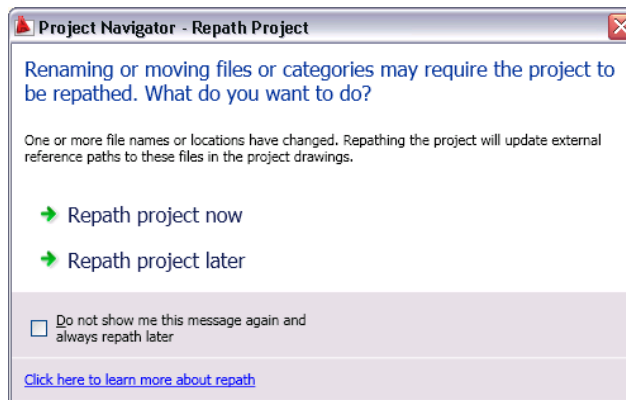 Project Navigator - Repath Project
Renaming or moving files or categories may require the project to
be repathed. What do you want to do?
One or more file names or locations have changed. Repathing the project will update external
reference paths to these files in the project drawings.
Repath project now
Repath project later
Do not show me this message again and
always repath later
Click here to learn more about repath